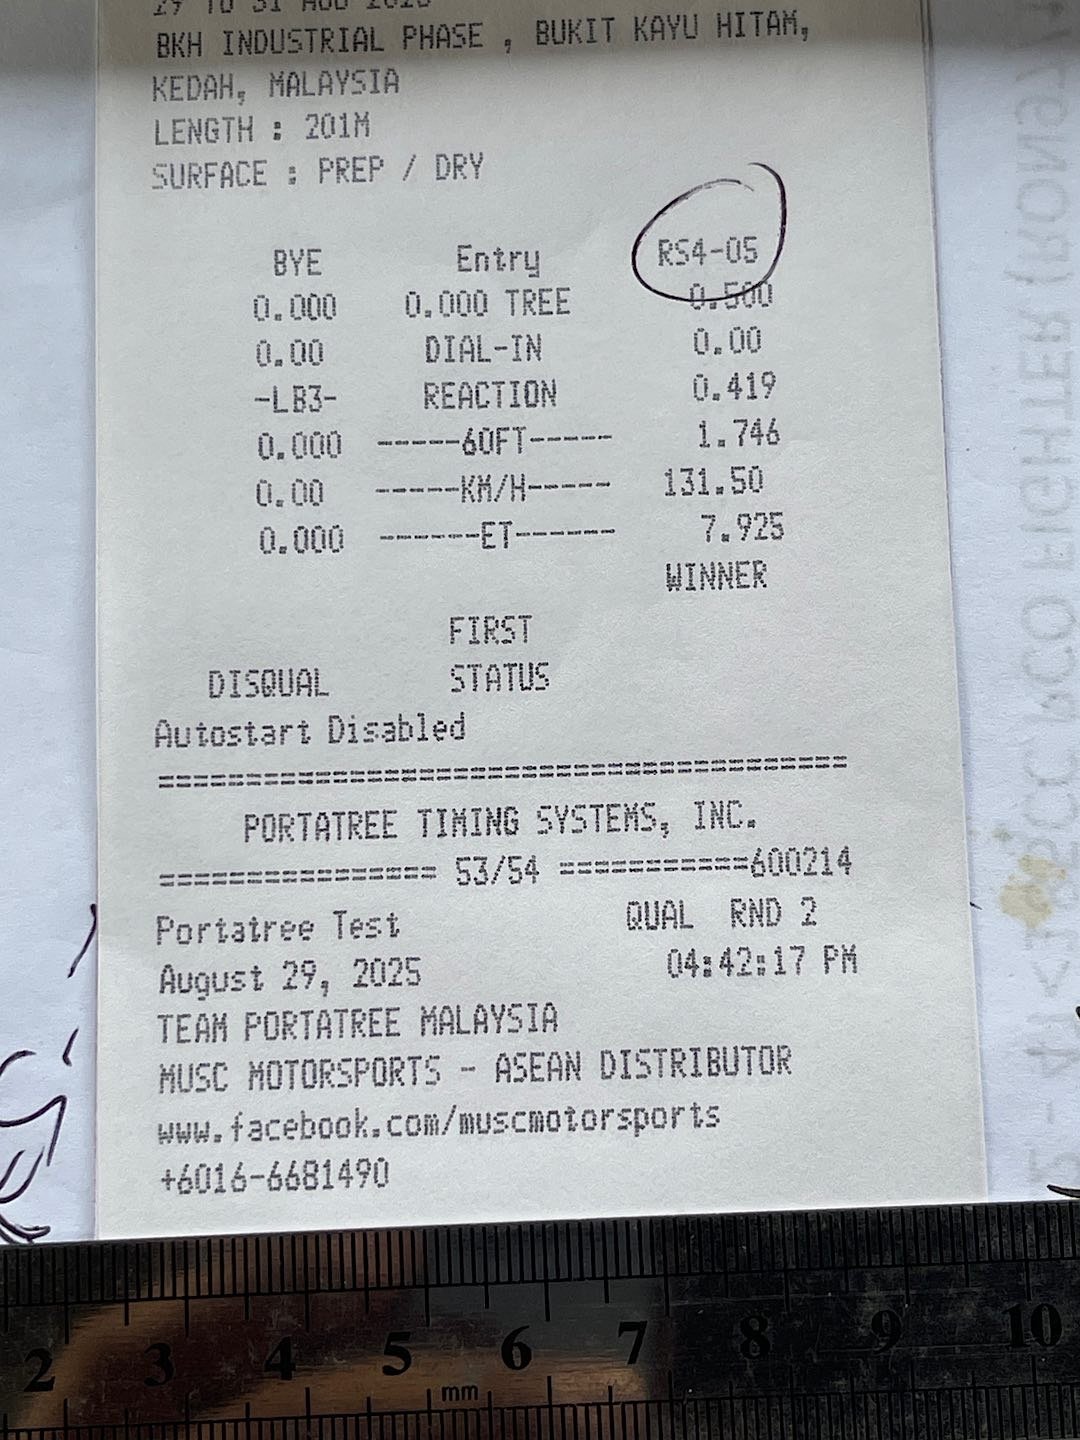 29 TO 31 AUG 2025
BKH INDUSTRIAL PHASE , BUKIT KAYU HITAM,
KEDAH, MALAYSIA
LENGTH : 201M
SURFACE : PREP / DRY
BYE Entry RS4-05
0.000 0.000 TREE 0.500
0.00 DIAL-IN 0.00
-LB3- REACTION 0.419
0.000 -----60FT----- 1.746
0.00 -----KM/H----- 131.50
0.000 ------ET------ 7.925
WINNER
FIRST
DISQUAL STATUS
Autostart Disabled
========================================
PORTATREE TIMING SYSTEMS, INC.
================ 53/54 ===========600214
Portatree Test QUAL RND 2
August 29, 2025 04:42:17 PM
TEAM PORTATREE MALAYSIA
MUSC MOTORSPORTS - ASEAN DISTRIBUTOR
www.facebook.com/muscmotorsports
+6016-6681490
2 3 4 5 6 7 8 9 10
mm